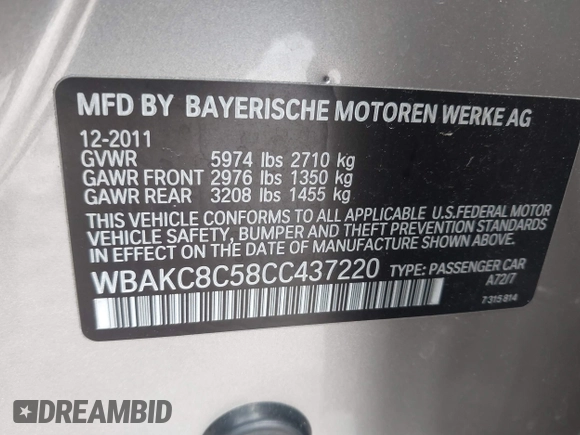 MFD BY BAYERISCHE MOTOREN WERKE AG
12-2011
GVWR 5974 lbs 2710 kg
GAWR FRONT 2976 lbs 1350 kg
GAWR REAR 3208 lbs 1455 kg
THIS VEHICLE CONFORMS TO ALL APPLICABLE U.S.FEDERAL MOTOR
VEHICLE SAFETY, BUMPER AND THEFT PREVENTION STANDARDS
IN EFFECT ON THE DATE OF MANUFACTURE SHOWN ABOVE.
WBAKC8C58CC437220 TYPE: PASSENGER CAR
A72/7
7 315 814
DREAMBID